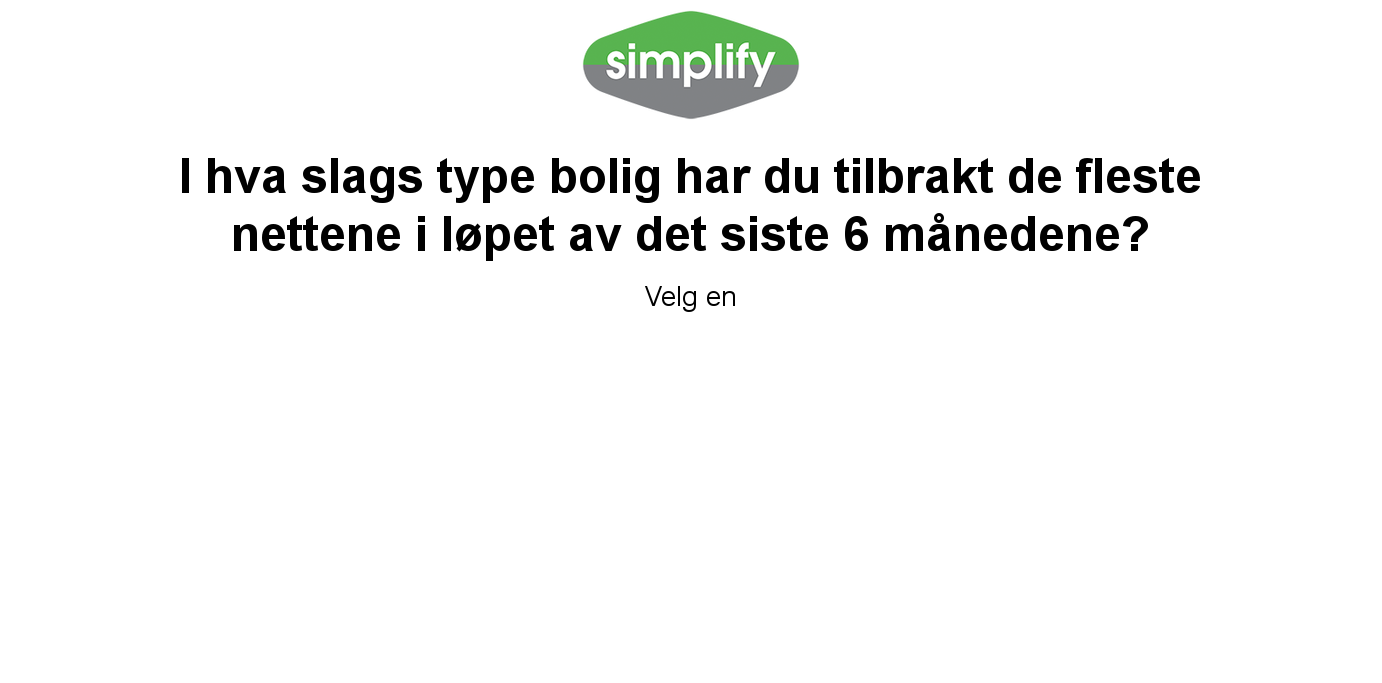 simplify
I hva slags type bolig har du tilbrakt de fleste
nettene i løpet av det siste 6 månedene?
Velg en